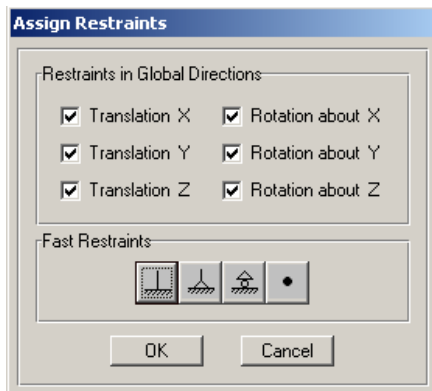 Assign Restraints
Restraints in Global Directions
Translation X Rotation about X
Translation Y Rotation about Y
Translation Z Rotation about Z
Fast Restraints
OK Cancel